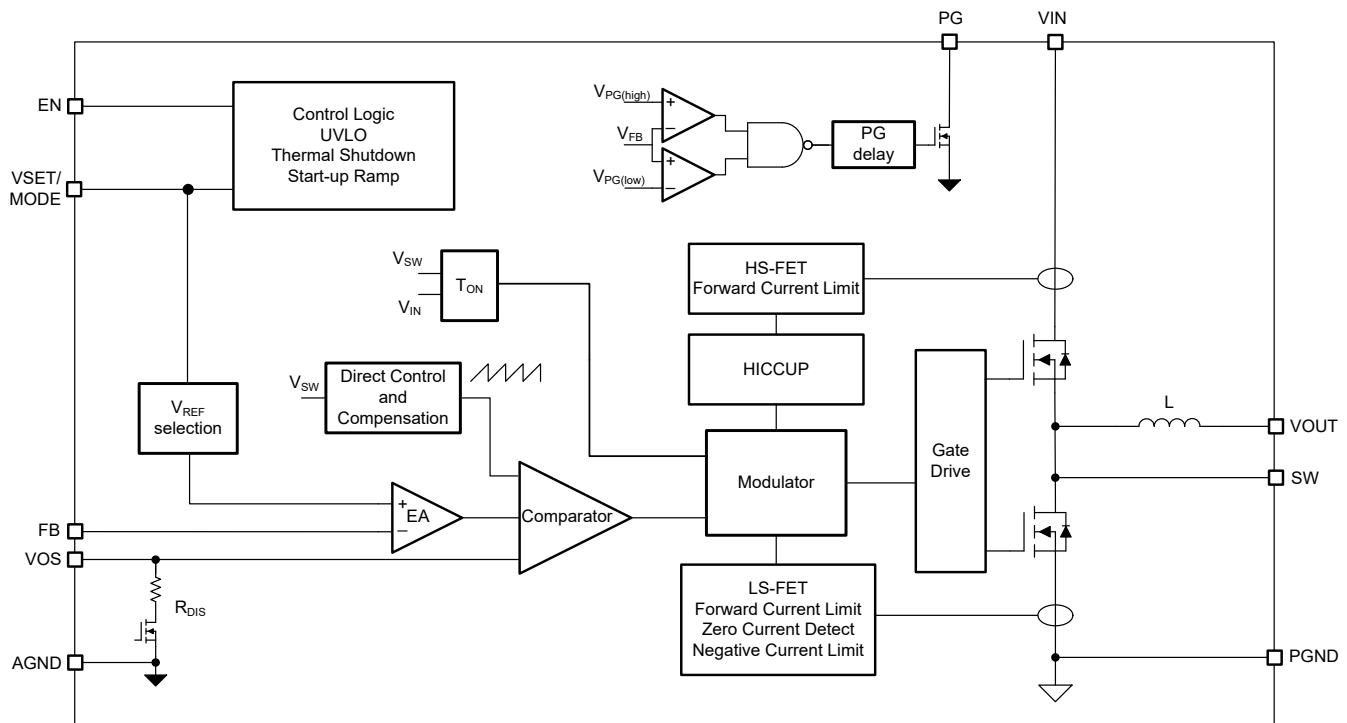 PG
VIN
EN
Control Logic
UVLO
Thermal Shutdown
Start-up Ramp
VPG(high)
+
−
VFB
+
VPG(low)
−
PG
delay
VSET/
MODE
VSW
VIN
TON
HS-FET
Forward Current Limit
HICCUP
VSW
Direct Control
and
Compensation
VREF
selection
L
VOUT
Gate
Drive
Modulator
SW
+
EA
−
Comparator
FB
VOS
RDIS
LS-FET
Forward Current Limit
Zero Current Detect
Negative Current Limit
AGND
PGND